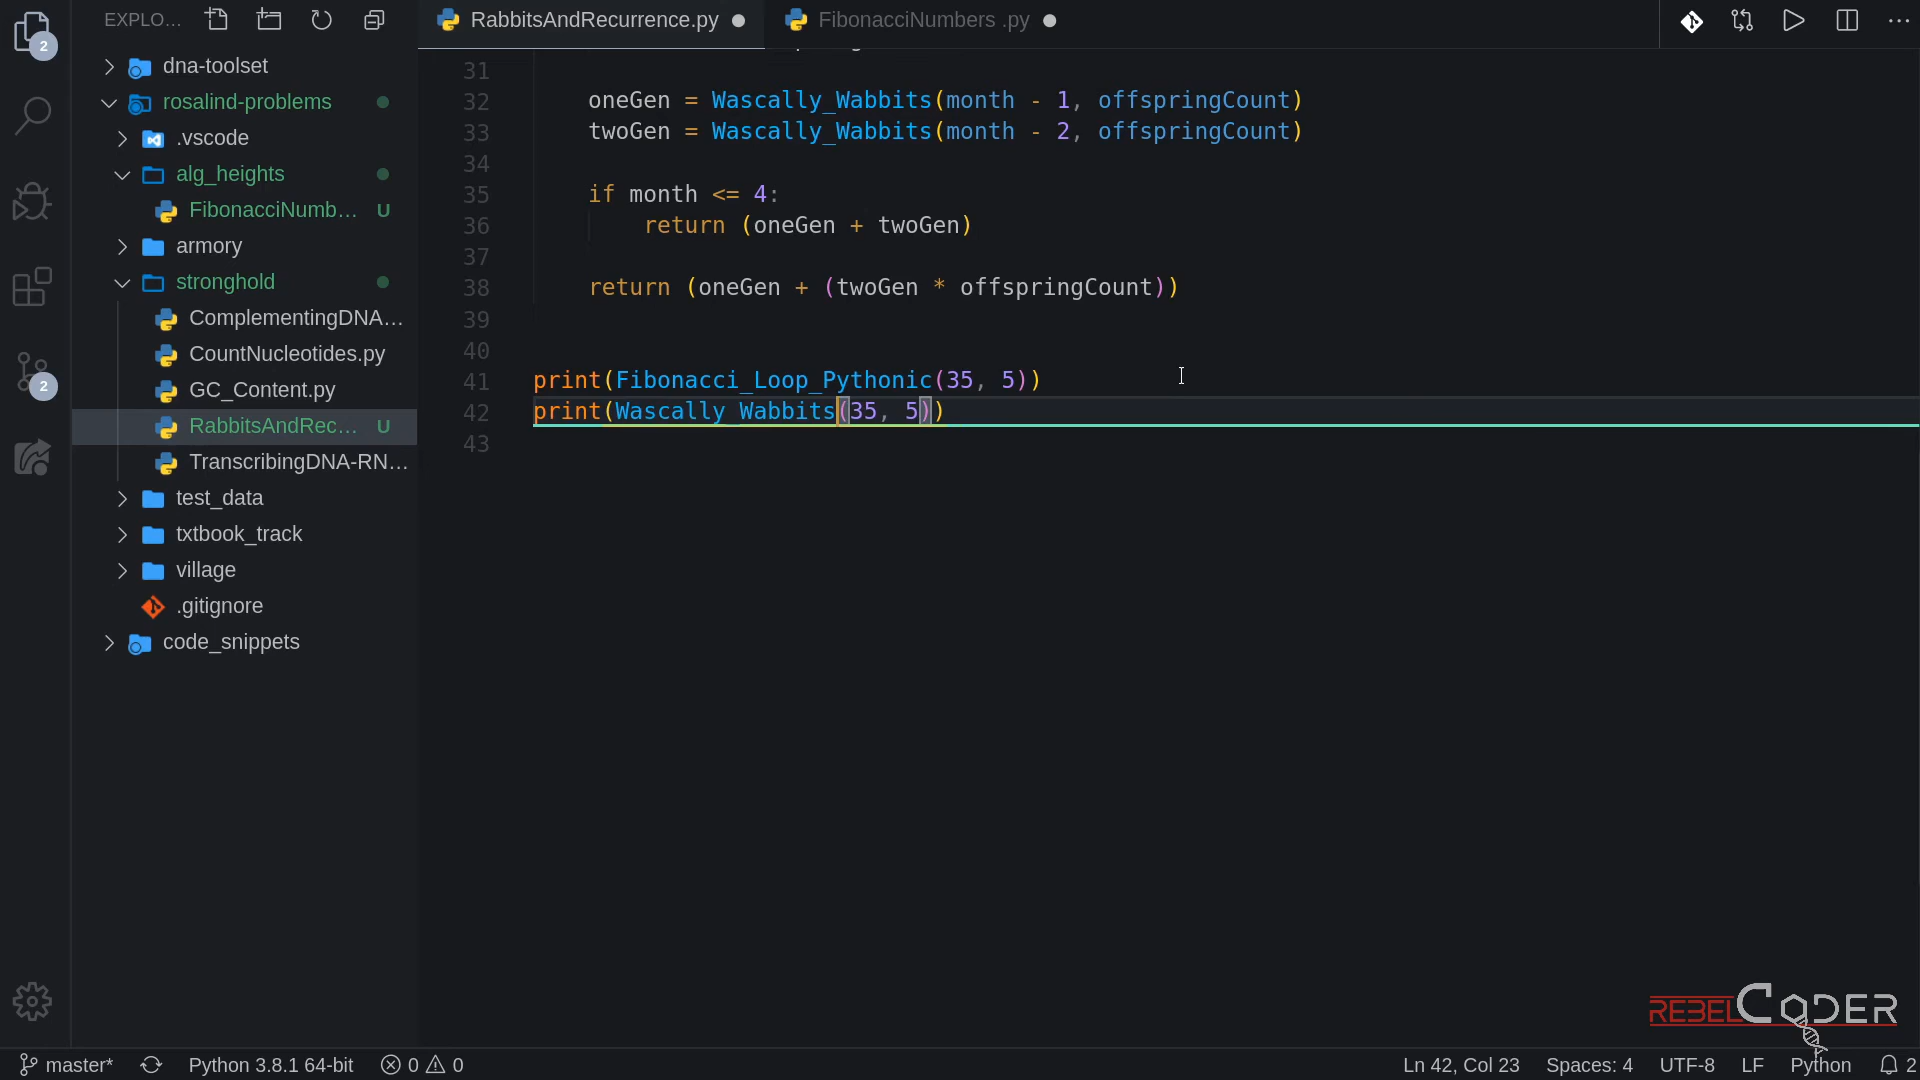 EXPLO...
dna-toolset
rosalind-problems
.vscode
alg_heights
FibonacciNumb... U
armory
stronghold
ComplementingDNA...
CountNucleotides.py
GC_Content.py
RabbitsAndRec... U
TranscribingDNA-RN...
test_data
txtbook_track
village
.gitignore
code_snippets
2
2
RabbitsAndRecurrence.py
FibonacciNumbers .py
31
32 oneGen = Wascally_Wabbits(month - 1, offspringCount)
33 twoGen = Wascally_Wabbits(month - 2, offspringCount)
34
35 if month <= 4:
36 return (oneGen + twoGen)
37
38 return (oneGen + (twoGen * offspringCount))
39
40
41 print(Fibonacci_Loop_Pythonic(35, 5))
42 print(Wascally_Wabbits(35, 5))
43
REBELCODER
master* Python 3.8.1 64-bit 0 0 Ln 42, Col 23 Spaces: 4 UTF-8 LF Python 2